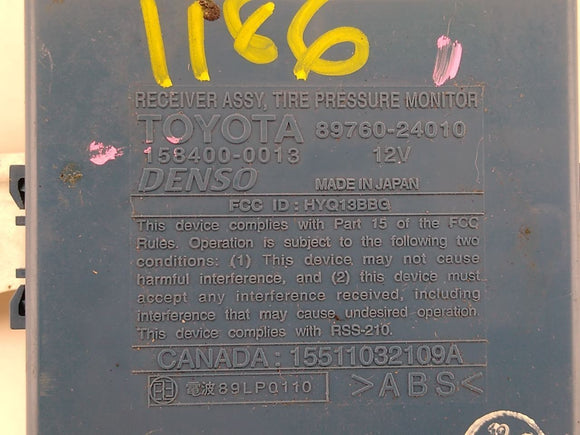 1186
RECEIVER ASSY, TIRE PRESSURE MONITOR
TOYOTA 89760-24010
158400-0013 12V
DENSO MADE IN JAPAN
FCC ID : HYQ13BBG
This device complies with Part 15 of the FCC
Rules. Operation is subject to the following two
conditions: (1) This device may not cause
harmful interference, and (2) this device must
accept any interference received, including
interference that may cause undesired operation.
This device complies with RSS-210.
CANADA : 15511032109A
電波 89LP0110 >ABS<